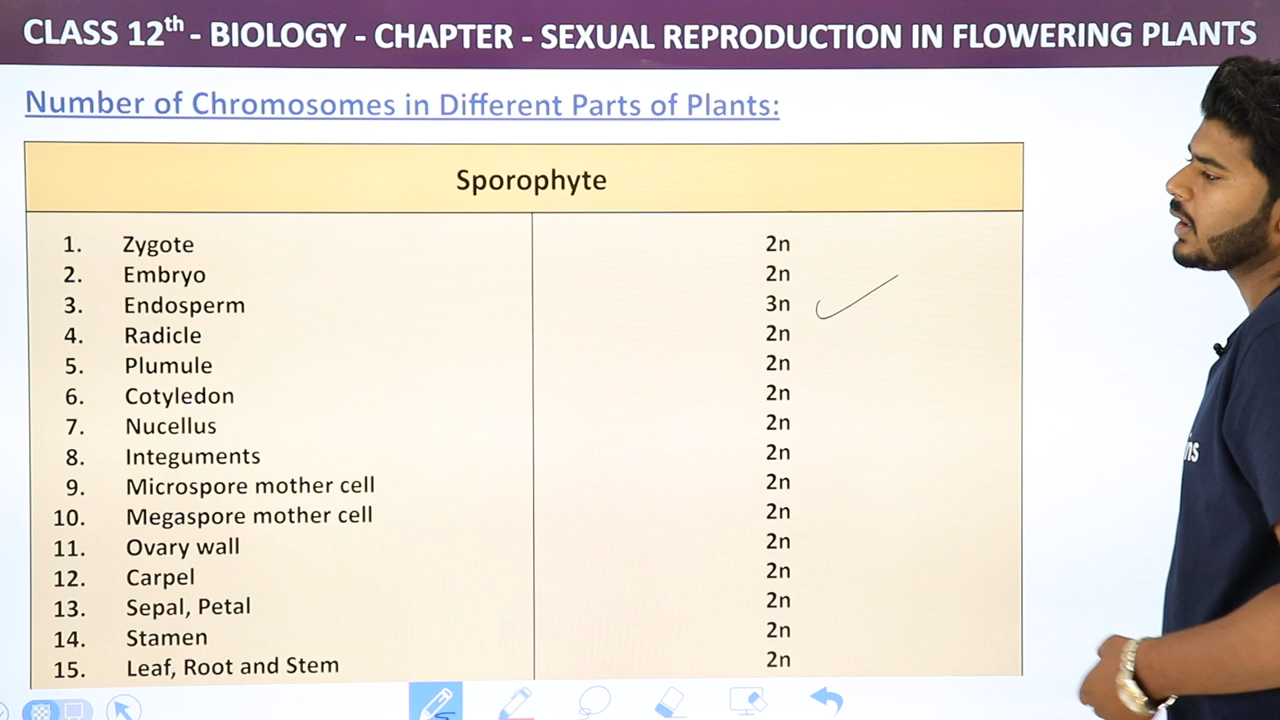 CLASS 12th - BIOLOGY - CHAPTER - SEXUAL REPRODUCTION IN FLOWERING PLANTS
Number of Chromosomes in Different Parts of Plants:
Sporophyte
1. Zygote 2n
2. Embryo 2n
3. Endosperm 3n
4. Radicle 2n
5. Plumule 2n
6. Cotyledon 2n
7. Nucellus 2n
8. Integuments 2n
9. Microspore mother cell 2n
10. Megaspore mother cell 2n
11. Ovary wall 2n
12. Carpel 2n
13. Sepal, Petal 2n
14. Stamen 2n
15. Leaf, Root and Stem 2n